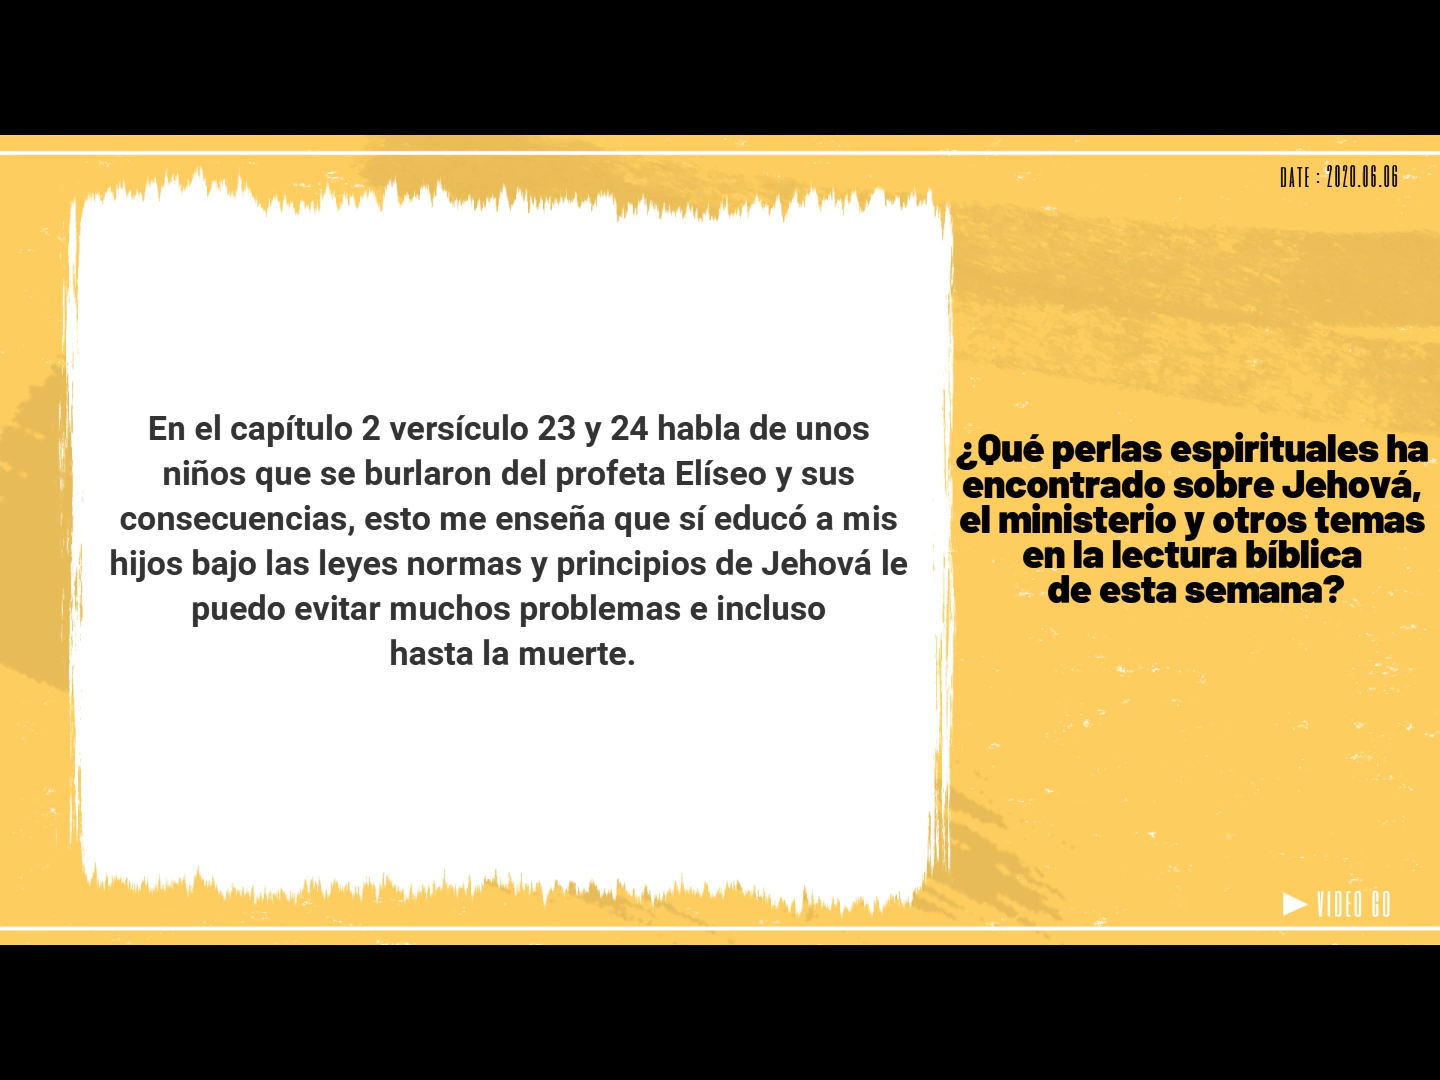 DATE : 2020.06.06
En el capítulo 2 versículo 23 y 24 habla de unos
niños que se burlaron del profeta Elíseo y sus
consecuencias, esto me enseña que sí educó a mis
hijos bajo las leyes normas y principios de Jehová le
puedo evitar muchos problemas e incluso
hasta la muerte.
¿Qué perlas espirituales ha
encontrado sobre Jehová,
el ministerio y otros temas
en la lectura bíblica
de esta semana?
VIDEO GO